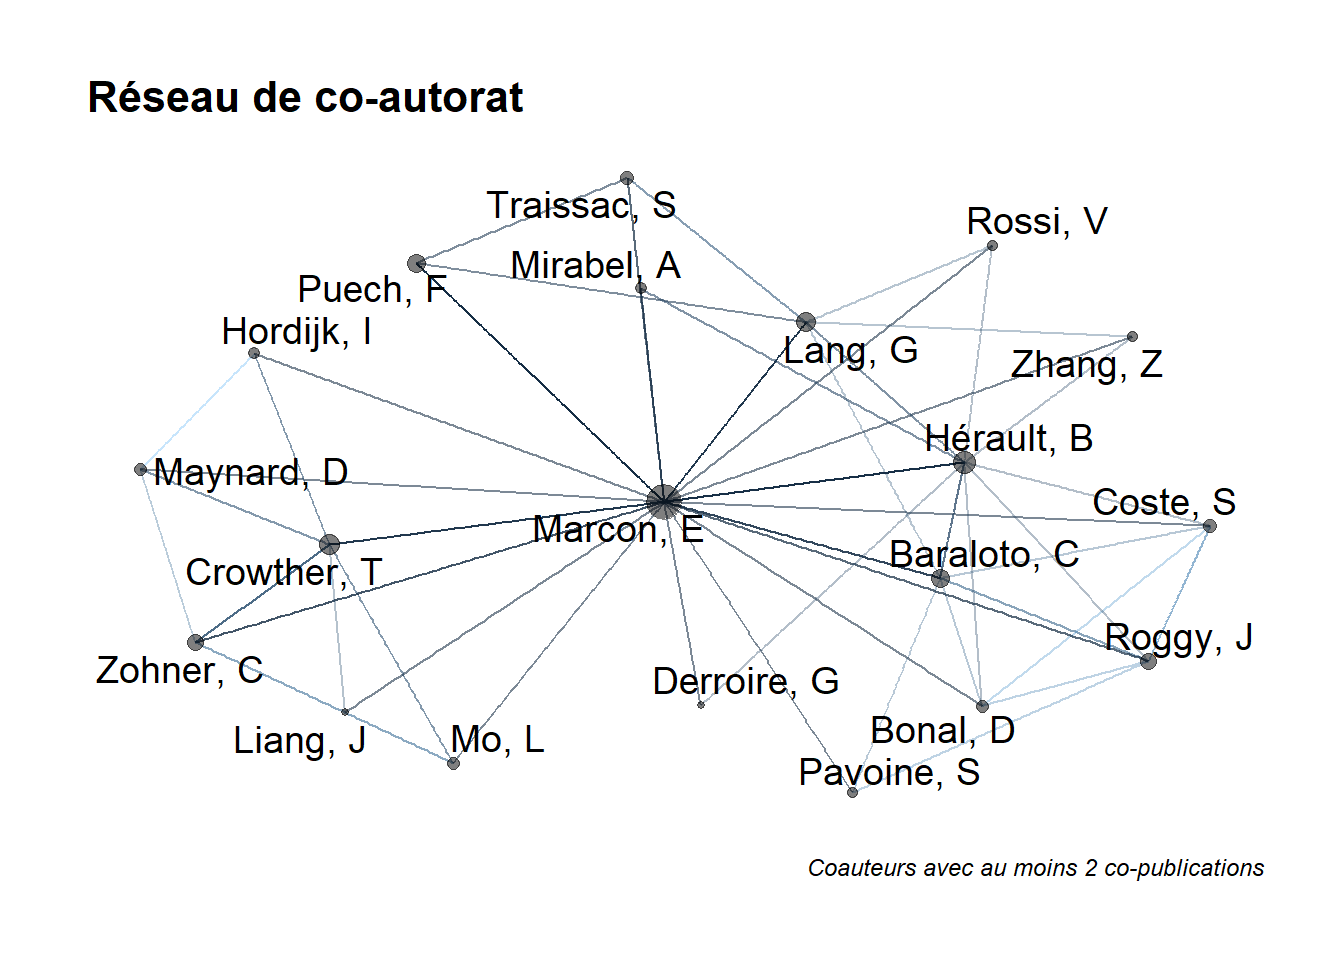 Réseau de co-autorat
Traissac, S
Rossi, V
Mirabel, A
Puech, F
Hordijk, I
Lang, G
Zhang, Z
Hérault, B
Maynard, D
Coste, S
Marcon, E
Baraloto, C
Crowther, T
Roggy, J
Zohner, C
Derroire, G
Bonal, D
Liang, J
Mo, L
Pavoine, S
Coauteurs avec au moins 2 co-publications